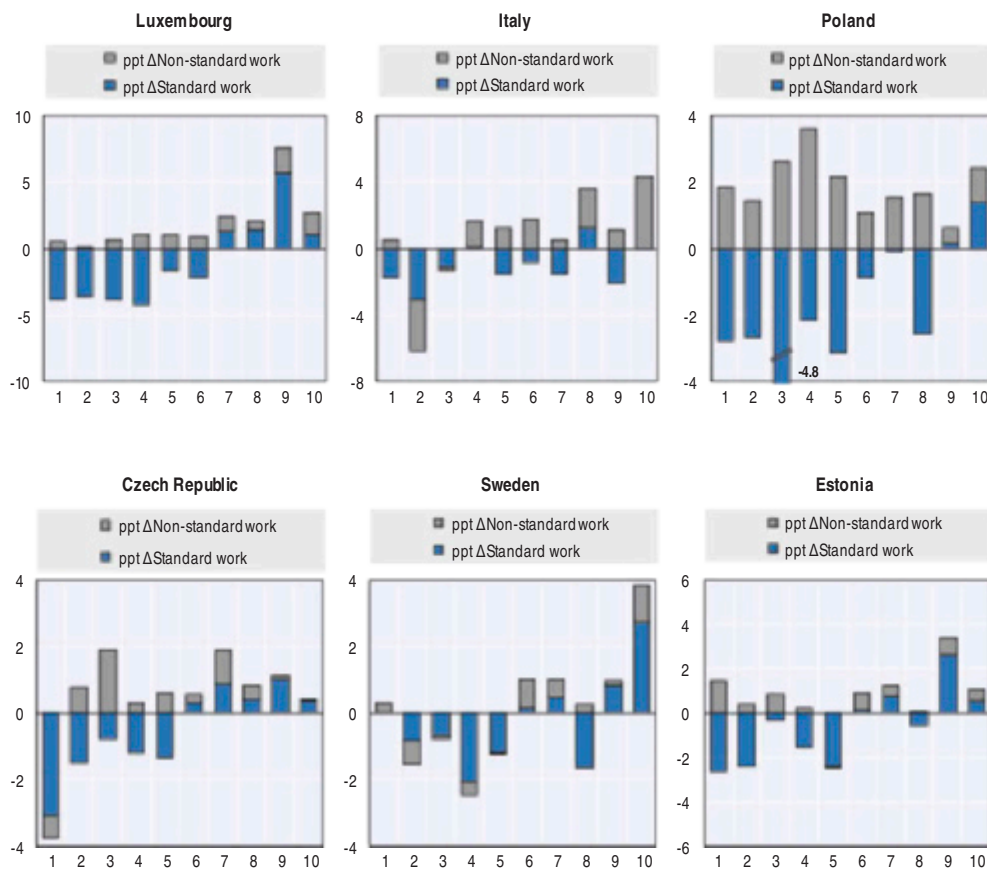 Luxembourg
ppt ΔNon-standard work
ppt ΔStandard work
10
5
0
-5
-10
1 2 3 4 5 6 7 8 9 10
Italy
ppt ΔNon-standard work
ppt ΔStandard work
8
4
0
-4
-8
1 2 3 4 5 6 7 8 9 10
Poland
ppt ΔNon-standard work
ppt ΔStandard work
4
2
0
-2
-4
-4.8
1 2 3 4 5 6 7 8 9 10
Czech Republic
ppt ΔNon-standard work
ppt ΔStandard work
4
2
0
-2
-4
1 2 3 4 5 6 7 8 9 10
Sweden
ppt ΔNon-standard work
ppt ΔStandard work
4
2
0
-2
-4
1 2 3 4 5 6 7 8 9 10
Estonia
ppt ΔNon-standard work
ppt ΔStandard work
6
4
2
0
-2
-4
-6
1 2 3 4 5 6 7 8 9 10